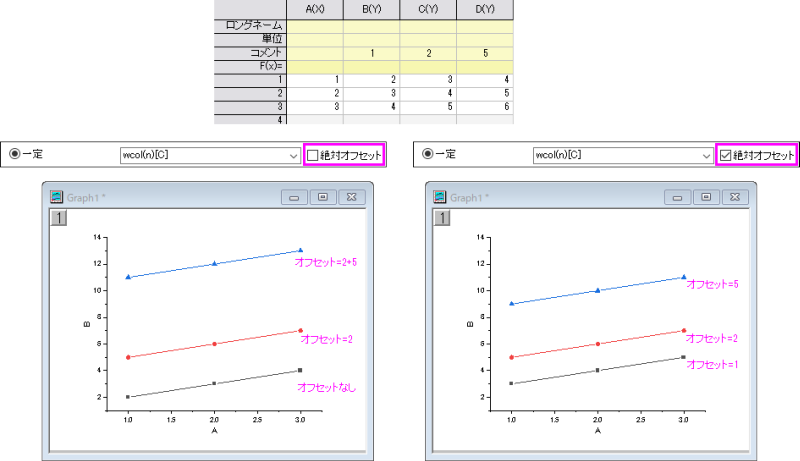 A(X) B(Y) C(Y) D(Y)
ロングネーム
単位
コメント 1 2 5
F(x)=
1 1 2 3 4
2 2 3 4 5
3 3 4 5 6
4
一定 wcol(n)[C] 絶対オフセット
一定 wcol(n)[C] 絶対オフセット
Graph1 *
1
14
12
10
8
6
4
2
B
1.0 1.5 2.0 2.5 3.0
A
オフセット=2+5
オフセット=2
オフセットなし
Graph1 *
1
14
12
10
8
6
4
2
B
1.0 1.5 2.0 2.5 3.0
A
オフセット=5
オフセット=2
オフセット=1